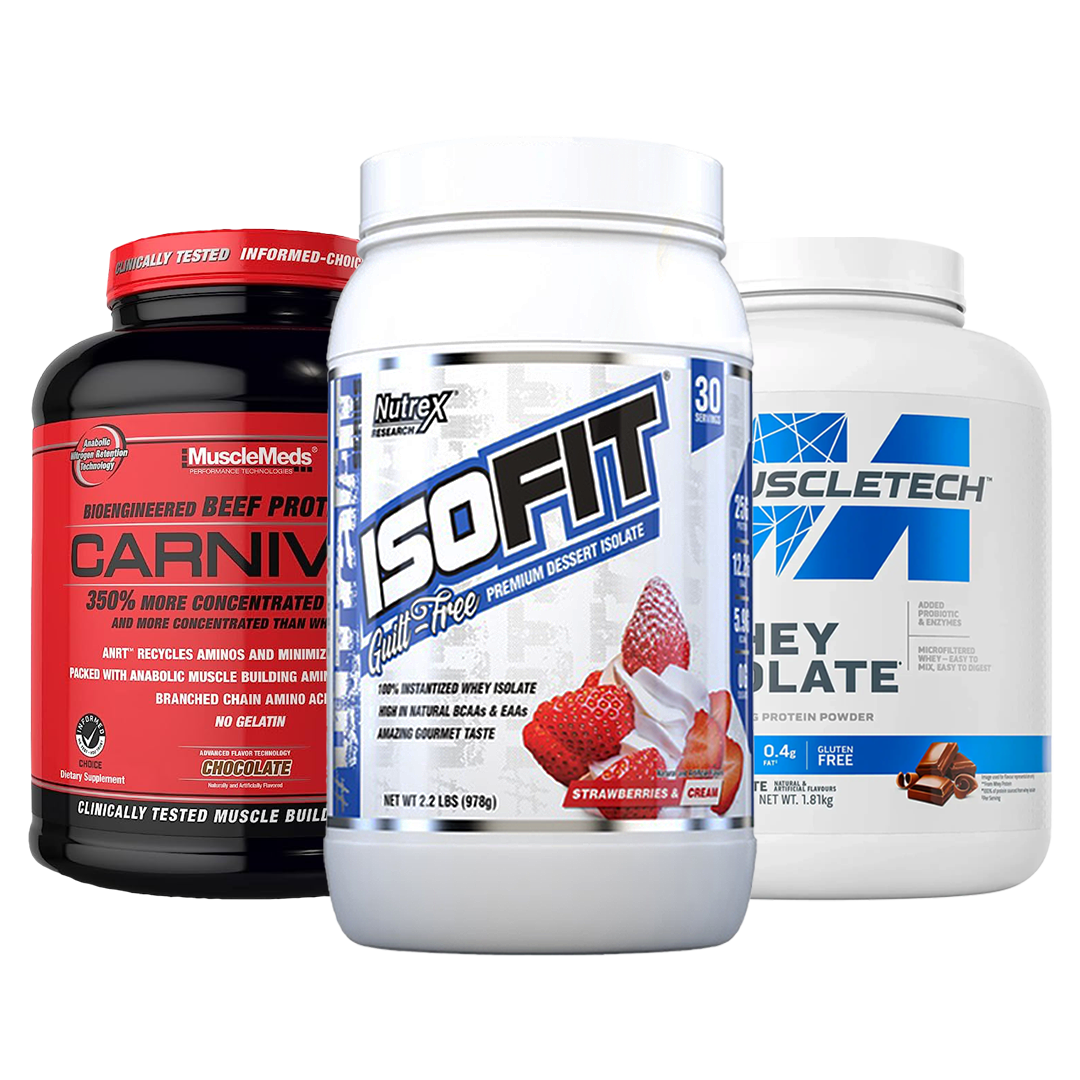 CLINICALLY TESTED INFORMED-CHOIC
Anabolic
Nitrogen Retention
Technology
MuscleMeds®
PERFORMANCE TECHNOLOGIES
BIOENGINEERED BEEF PROT
CARNIV
350% MORE CONCENTRATED
AND MORE CONCENTRATED THAN WH
ANRT™ RECYCLES AMINOS AND MINIMIZ
PACKED WITH ANABOLIC MUSCLE BUILDING AMIN
BRANCHED CHAIN AMINO ACI
NO GELATIN
INFORMED
CHOICE
Dietary Supplement
ADVANCED FLAVOR TECHNOLOGY
CHOCOLATE
Naturally and Artificially Flavored
CLINICALLY TESTED MUSCLE BUILD
Nutrex
RESEARCH
30
SERVINGS
ISOFIT®
Guilt-Free PREMIUM DESSERT ISOLATE
100% INSTANTIZED WHEY ISOLATE
HIGH IN NATURAL BCAAs & EAAs
AMAZING GOURMET TASTE
STRAWBERRIES & CREAM
NET WT 2.2 LBS (978g)
USCLETECH™
ADDED
PROBIOTIC
& ENZYMES
HEY
OLATE
MICROFILTERED
WHEY – EASY TO
MIX, EASY TO DIGEST
G PROTEIN POWDER
0.4g
FAT
GLUTEN
FREE
TE NATURAL &
ARTIFICIAL FLAVOURS
NET WT. 1.81kg